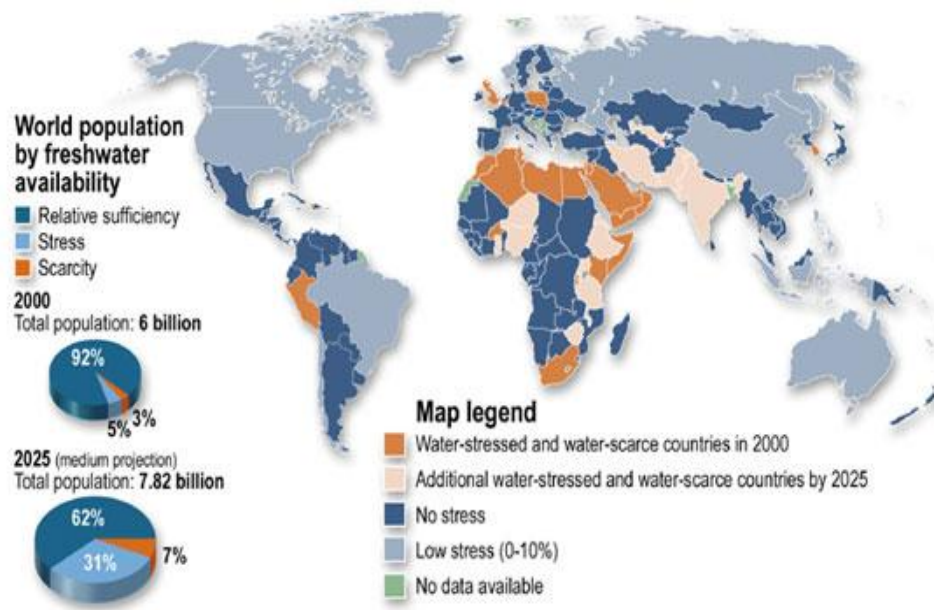 World population
by freshwater
availability
Relative sufficiency
Stress
Scarcity
2000
Total population: 6 billion
92%
3%
5%
2025 (medium projection)
Total population: 7.82 billion
62%
7%
31%
Map legend
Water-stressed and water-scarce countries in 2000
Additional water-stressed and water-scarce countries by 2025
No stress
Low stress (0-10%)
No data available